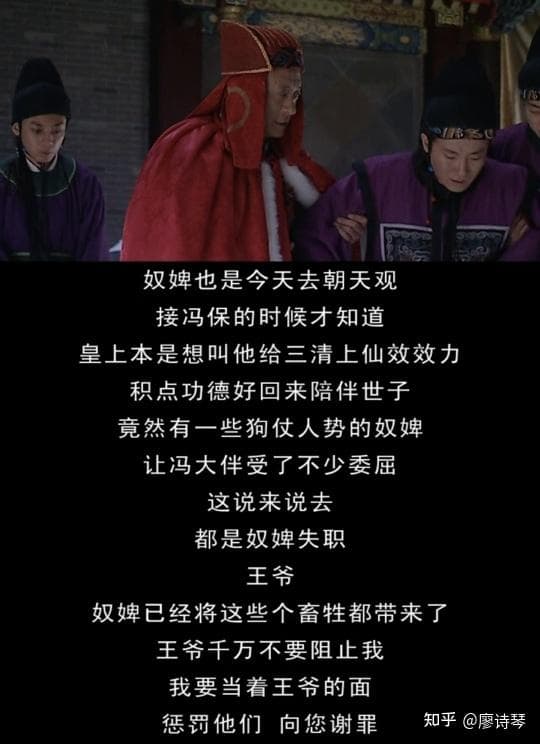 奴婢也是今天去朝天观
接冯保的时候才知道
皇上本是想叫他给三清上仙效效力
积点功德好回来陪伴世子
竟然有一些狗仗人势的奴婢
让冯大伴受了不少委屈
这说来说去
都是奴婢失职
王爷
奴婢已经将这些个畜牲都带来了
王爷千万不要阻止我
我要当着王爷的面
惩罚他们 向您谢罪
知乎 @廖诗琴